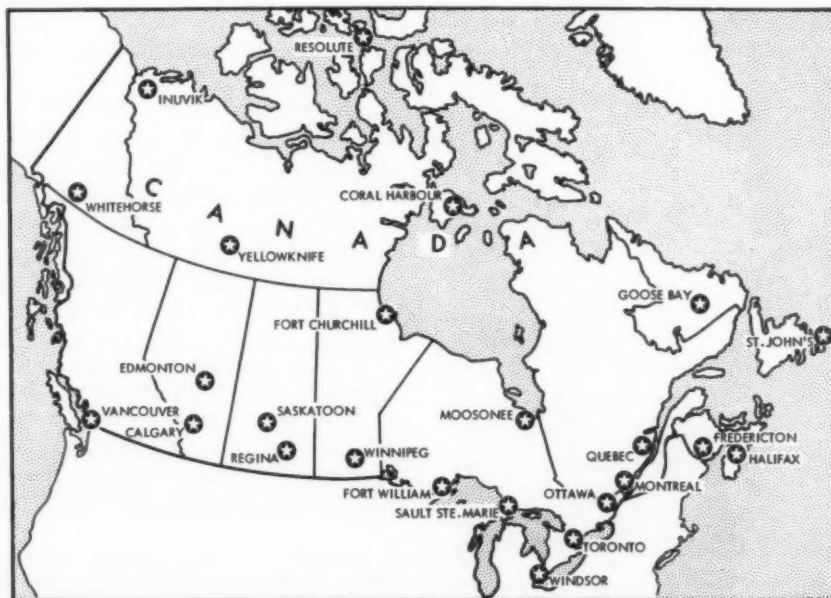 RESOLUTE
INUVIK
CANADA
WHITEHORSE
CORAL HARBOUR
YELLOWKNIFE
GOOSE BAY
FORT CHURCHILL
ST. JOHN'S
EDMONTON
VANCOUVER
CALGARY
SASKATOON
MOOSONEE
REGINA
WINNIPEG
QUEBEC
FREDERICTON
HALIFAX
FORT WILLIAM
MONTREAL
OTTAWA
SAULT STE. MARIE
TORONTO
WINDSOR